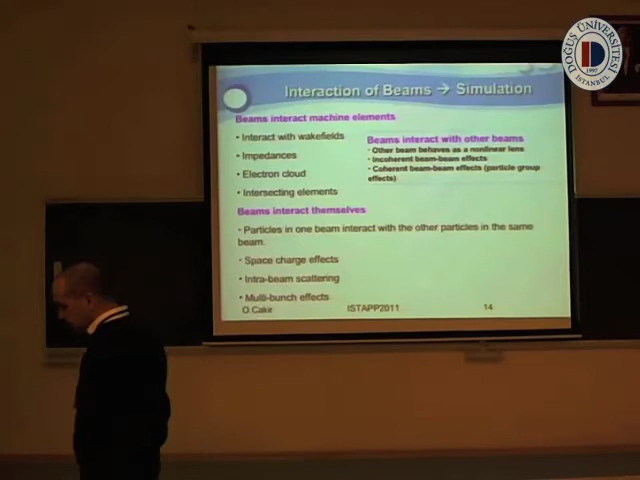 Interaction of Beams → Simulation
Beams interact machine elements
• Interact with wakefields
• Impedances
• Electron cloud
• Intersecting elements
Beams interact with other beams
• Other beam behaves as a nonlinear lens
• Incoherent beam-beam effects
• Coherent beam-beam effects (particle group
effects)
Beams interact themselves
• Particles in one beam interact with the other particles in the same
beam.
• Space charge effects
• Intra-beam scattering
• Multi-bunch effects
O.Cakir
ISTAPP2011
14
DOĞUŞ ÜNİVERSİTESİ
1997
İSTANBUL